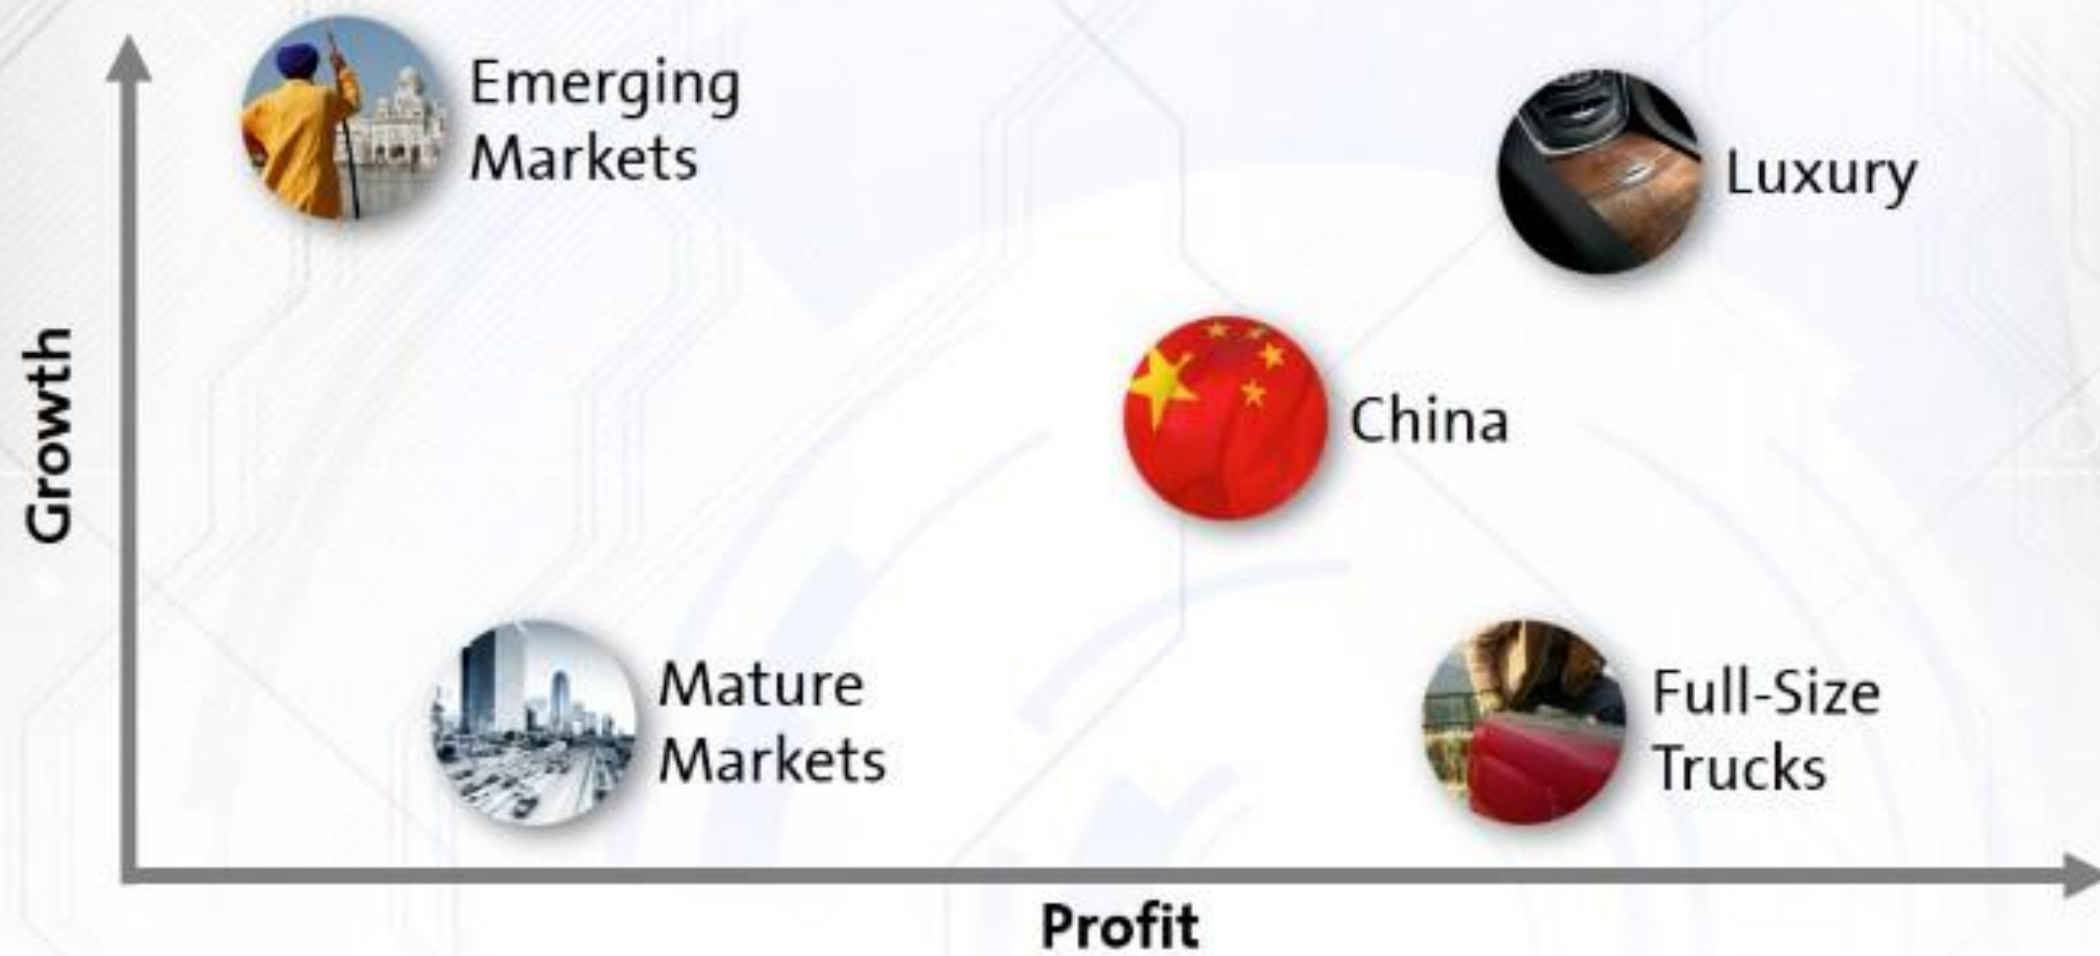 Emerging
Markets
Luxury
Growth
China
Mature
Markets
Full-Size
Trucks
Profit